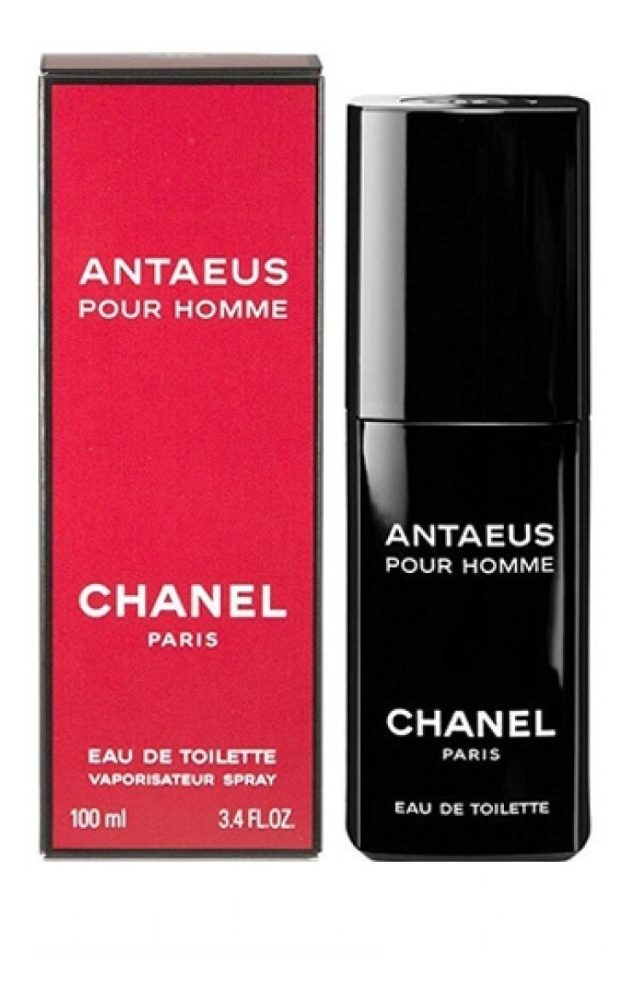 ANTAEUS
POUR HOMME
CHANEL
PARIS
EAU DE TOILETTE
VAPORISATEUR SPRAY
100 ml 3.4 FL.OZ.
ANTAEUS
POUR HOMME
CHANEL
PARIS
EAU DE TOILETTE